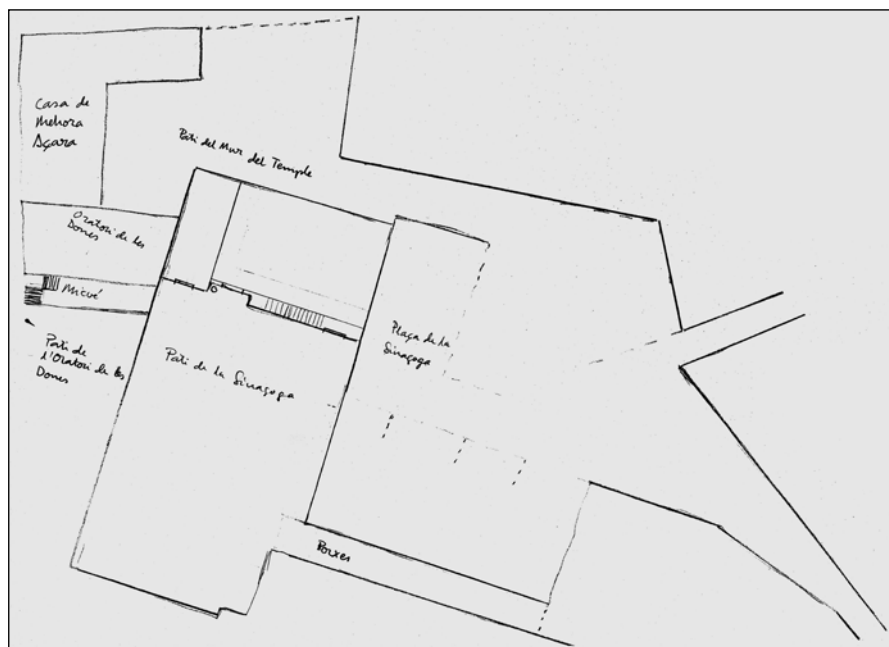 Casa de
Mehora
Açara
Pati del Mur del Temple
Oratori de les
Dones
Micvé
Pati de
l'Oratori de les
Dones
Pati de la Sinagoga
Plaça de la
Sinagoga
Porxes